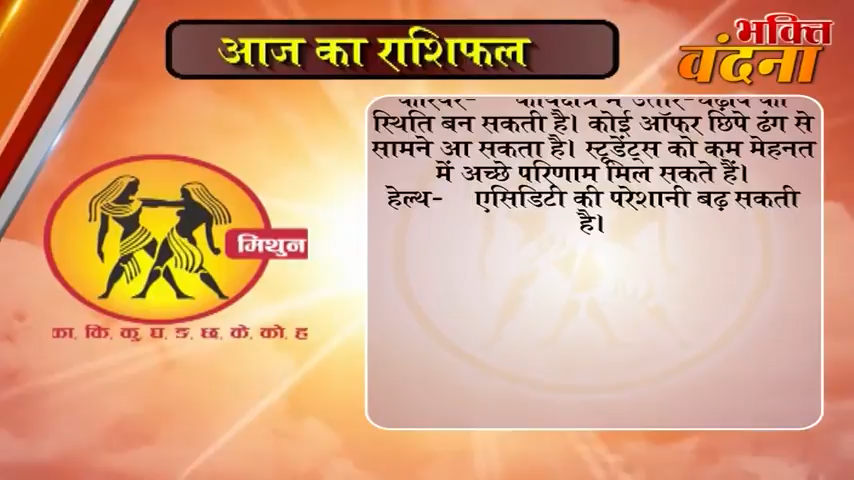 आज का राशिफल
भक्ति
वंदना
स्थिति बन सकती है। कोई ऑफर छिपे ढंग से
सामने आ सकता है। स्टूडेंट्स को कम मेहनत
में अच्छे परिणाम मिल सकते हैं।
हेल्थ- एसिडिटी की परेशानी बढ़ सकती
है।
मिथुन
का, कि, कु, घ, ङ, छ, के, को, ह